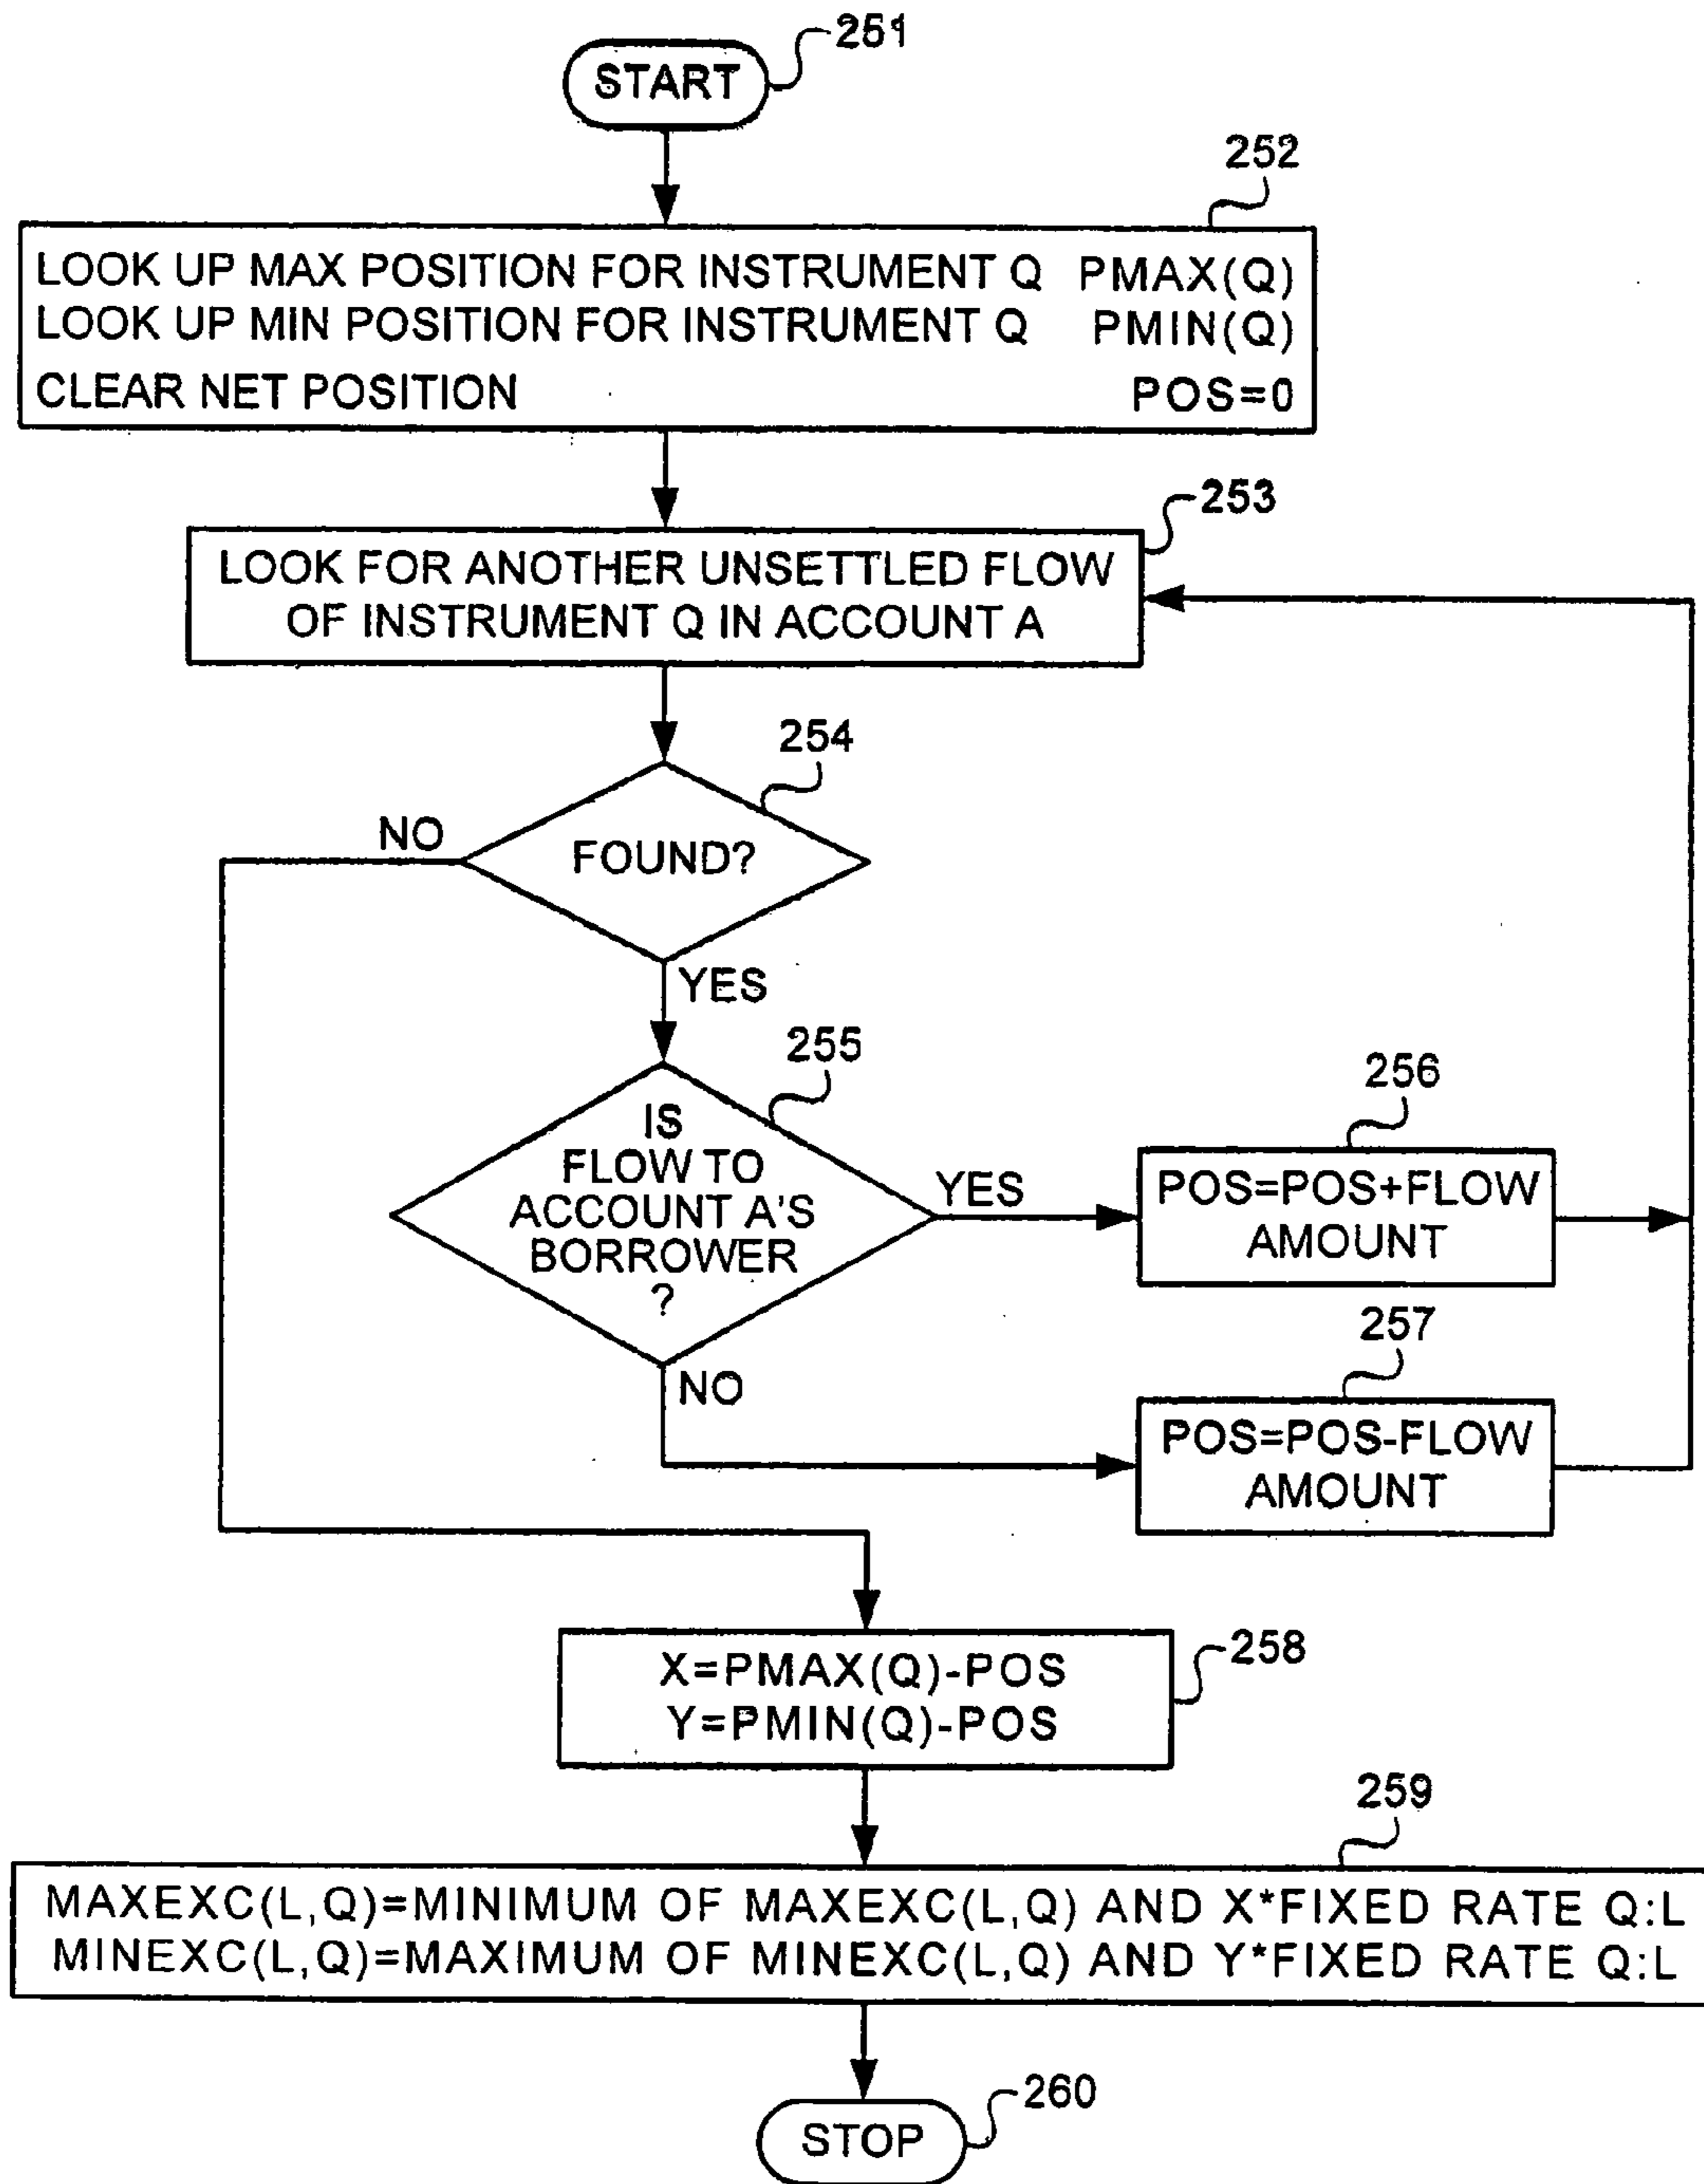 251
START
252
LOOK UP MAX POSITION FOR INSTRUMENT Q PMAX(Q)
LOOK UP MIN POSITION FOR INSTRUMENT Q PMIN(Q)
CLEAR NET POSITION POS=0
253
LOOK FOR ANOTHER UNSETTLED FLOW
OF INSTRUMENT Q IN ACCOUNT A
254
NO
FOUND?
YES
255
IS
FLOW TO
ACCOUNT A'S
BORROWER
?
YES
256
POS=POS+FLOW
AMOUNT
NO
257
POS=POS-FLOW
AMOUNT
258
X=PMAX(Q)-POS
Y=PMIN(Q)-POS
259
MAXEXC(L,Q)=MINIMUM OF MAXEXC(L,Q) AND X*FIXED RATE Q:L
MINEXC(L,Q)=MAXIMUM OF MINEXC(L,Q) AND Y*FIXED RATE Q:L
260
STOP